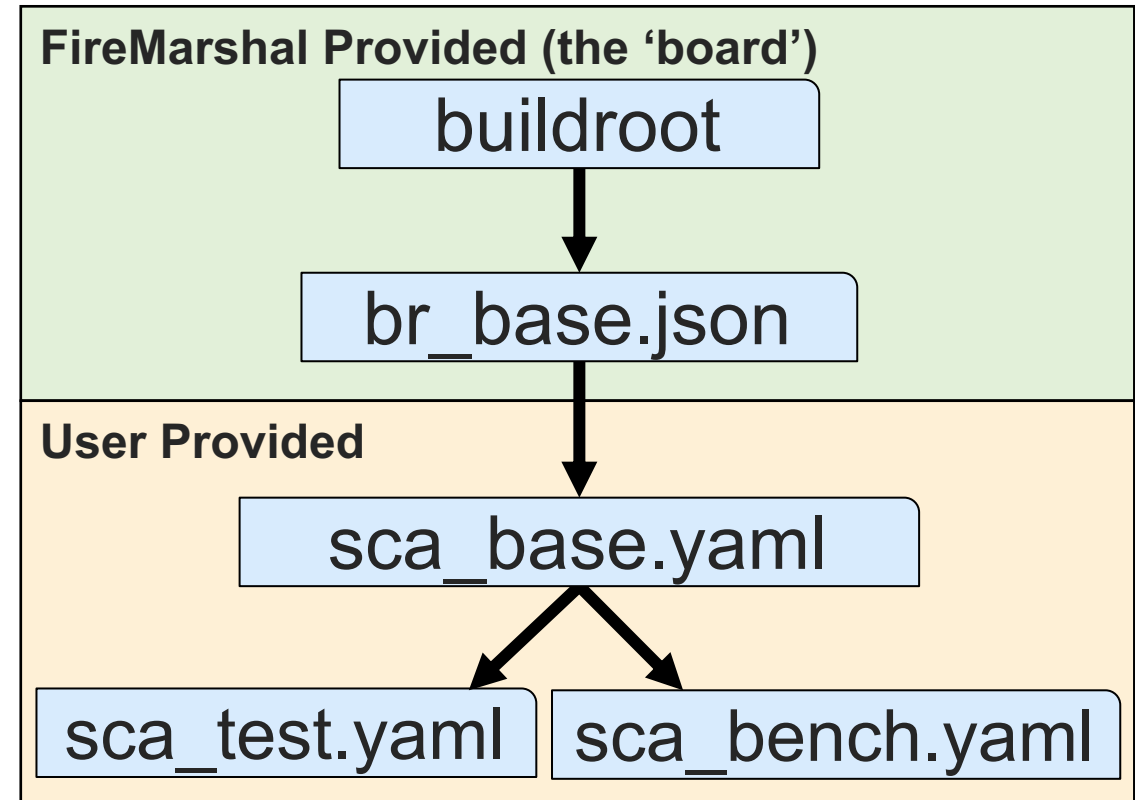 FireMarshal Provided (the ‘board’)
buildroot
br_base.json
User Provided
sca_base.yaml
sca_test.yaml
sca_bench.yaml